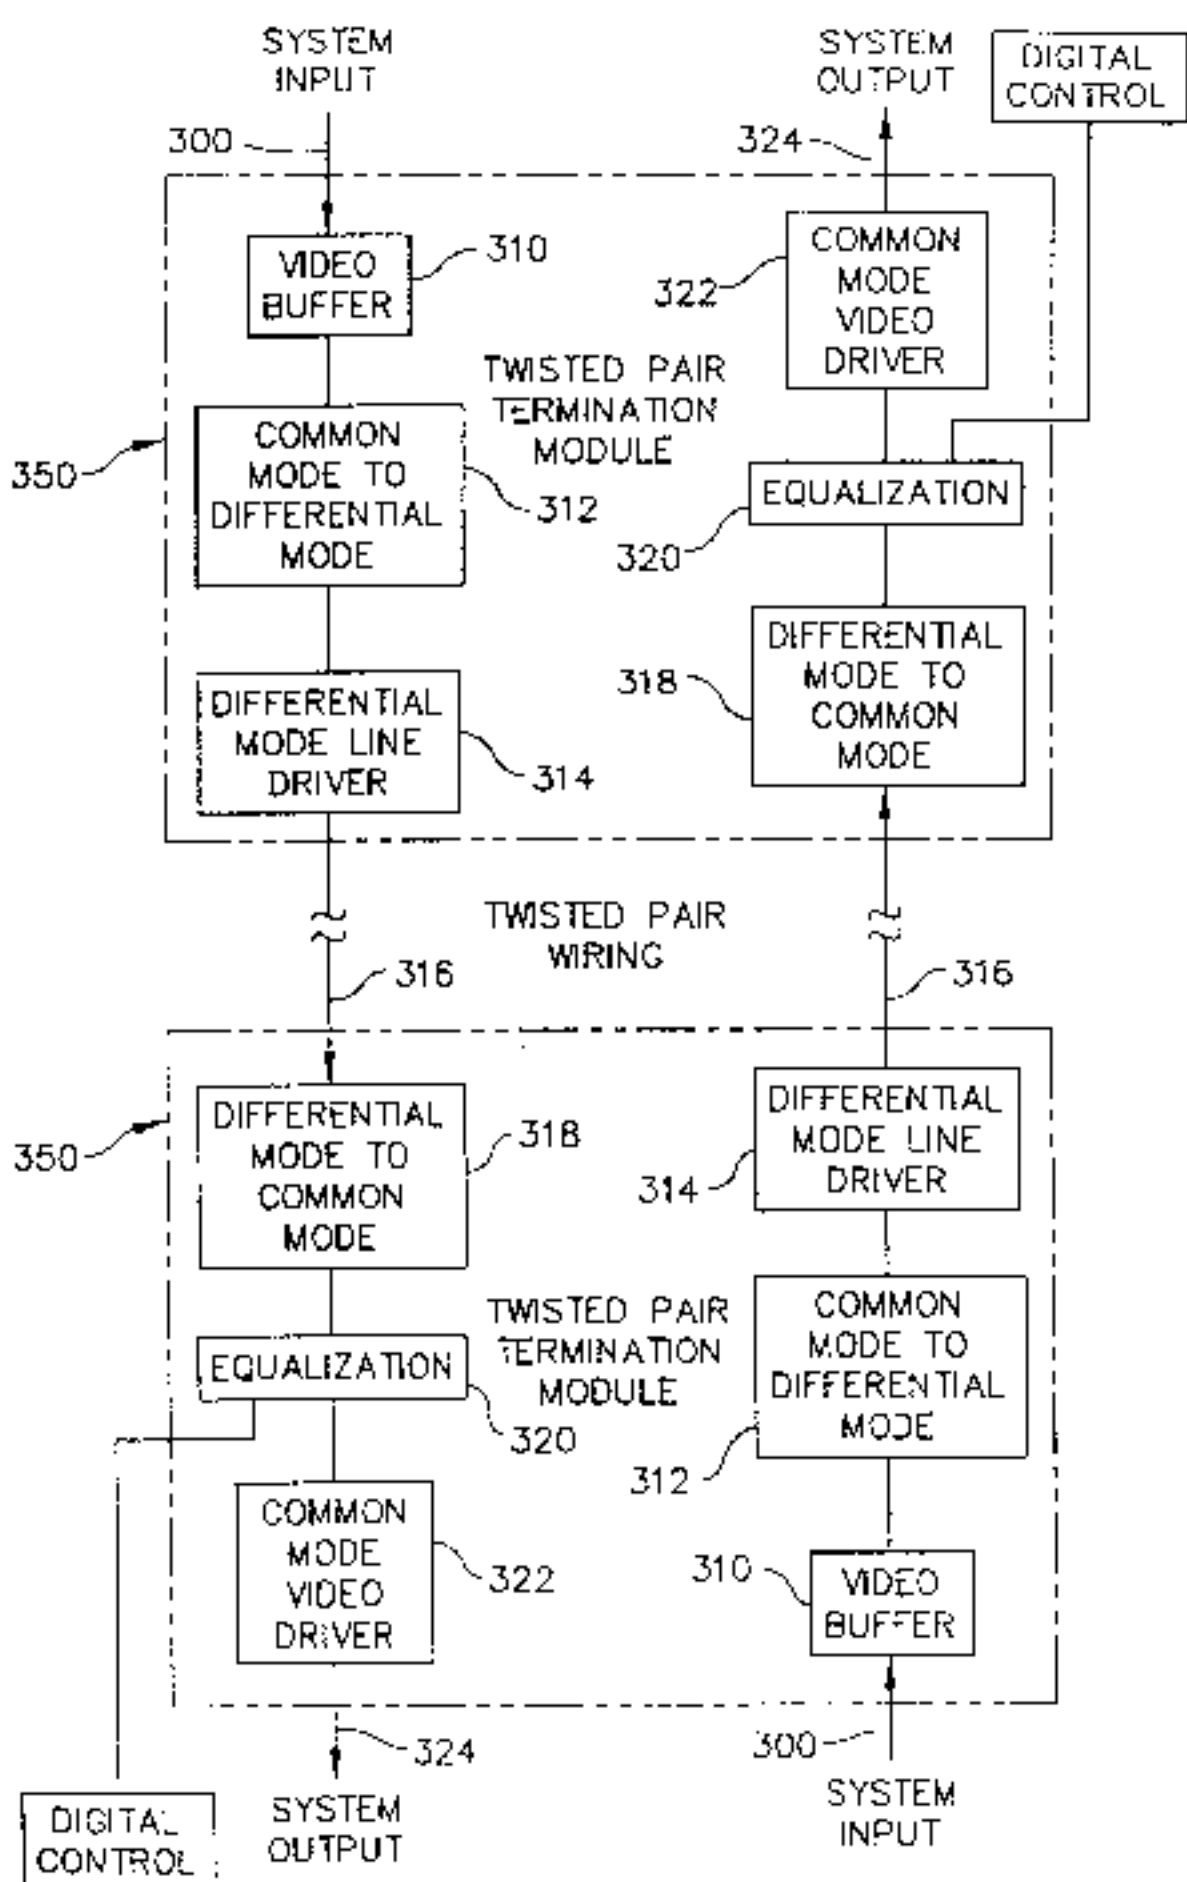 SYSTEM
INPUT
SYSTEM
OUTPUT
DIGITAL
CONTROL
300
324
VIDEO
BUFFER
310
COMMON
MODE
VIDEO
DRIVER
322
TWISTED PAIR
TERMINATION
MODULE
350
COMMON
MODE TO
DIFFERENTIAL
MODE
312
EQUALIZATION
320
DIFFERENTIAL
MODE LINE
DRIVER
314
DIFFERENTIAL
MODE TO
COMMON
MODE
318
TWISTED PAIR
WIRING
316
316
350
DIFFERENTIAL
MODE TO
COMMON
MODE
318
DIFFERENTIAL
MODE LINE
DRIVER
314
TWISTED PAIR
TERMINATION
MODULE
EQUALIZATION
320
COMMON
MODE TO
DIFFERENTIAL
MODE
312
COMMON
MODE
VIDEO
DRIVER
322
310
VIDEO
BUFFER
324
300
DIGITAL
CONTROL
SYSTEM
OUTPUT
SYSTEM
INPUT